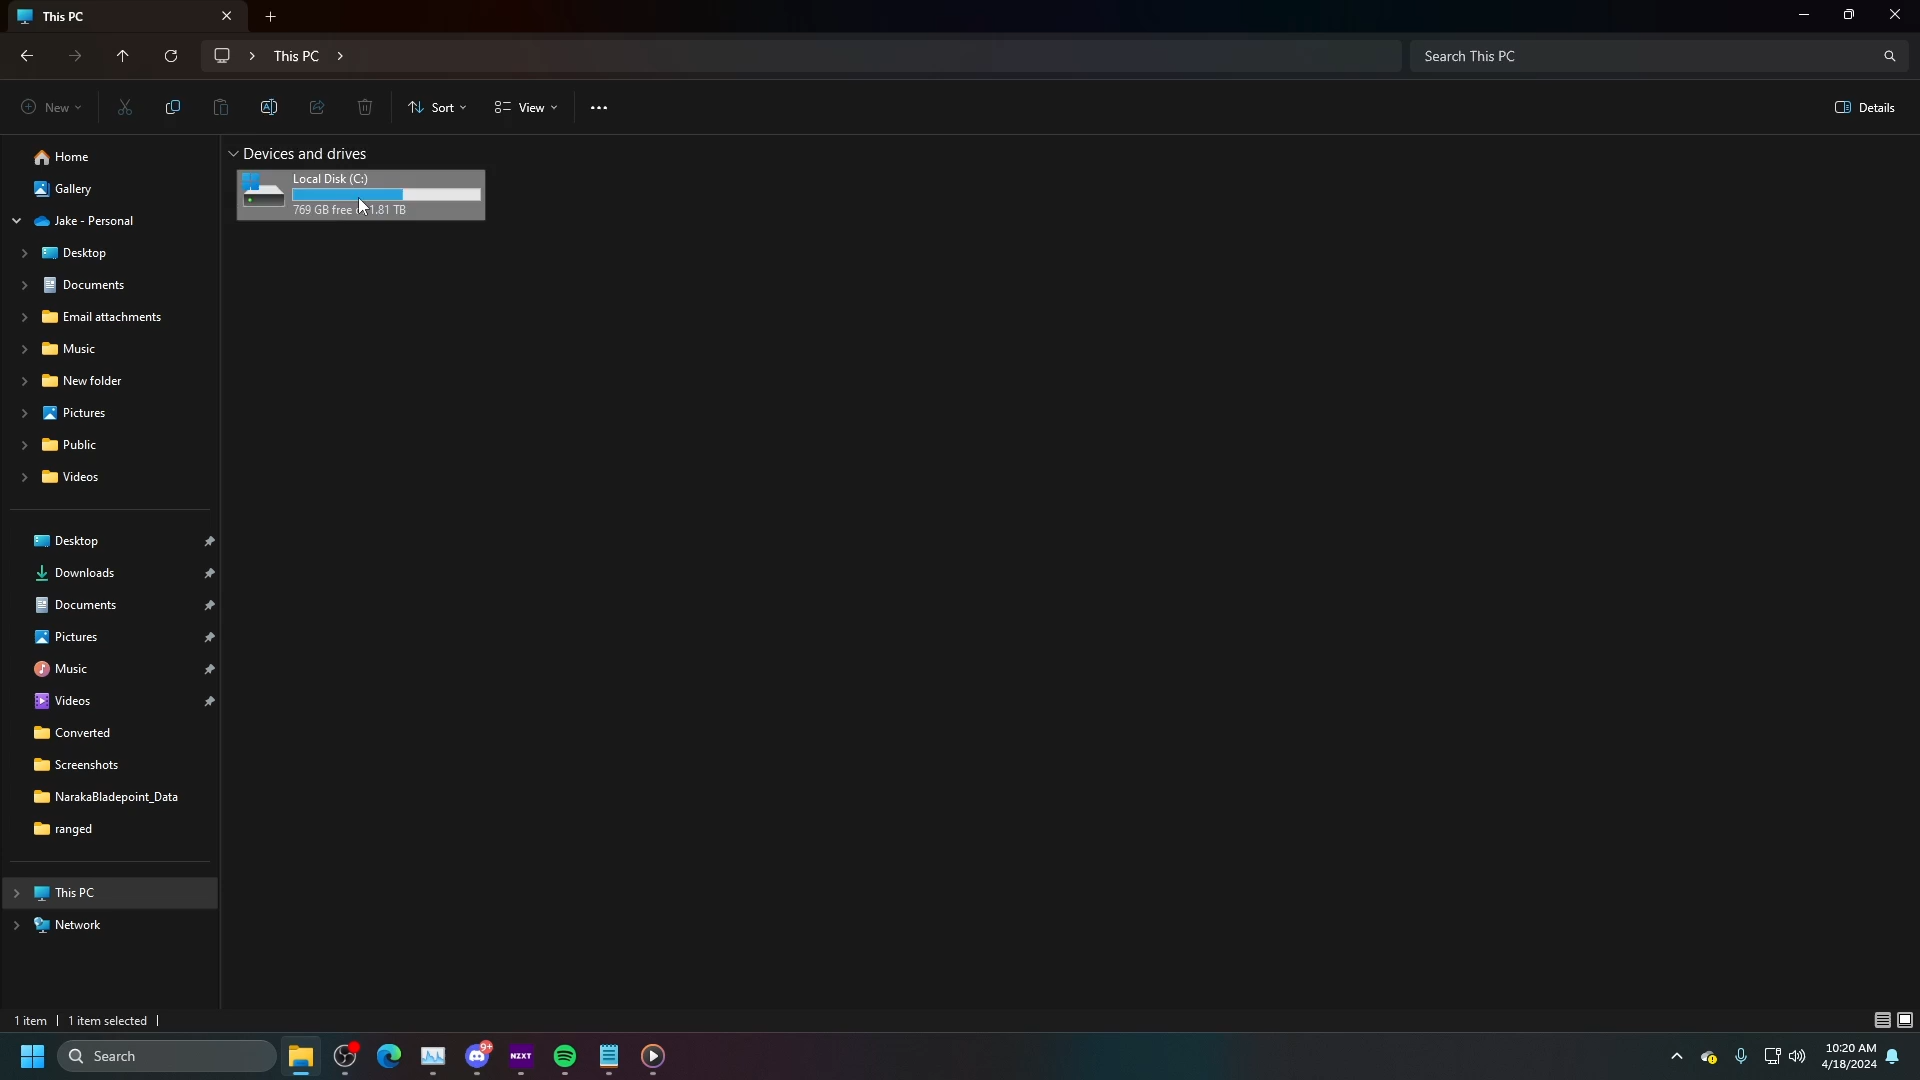 This PC
This PC
Search This PC
New
Sort
View
Details
Home
Gallery
Jake - Personal
Desktop
Documents
Email attachments
Music
New folder
Pictures
Public
Videos
Desktop
Downloads
Documents
Pictures
Music
Videos
Converted
Screenshots
NarakaBladepoint_Data
ranged
This PC
Network
Devices and drives
Local Disk (C:)
769 GB free 1.81 TB
1 item
1 item selected
Search
9+
NZXT
10:20 AM
4/18/2024